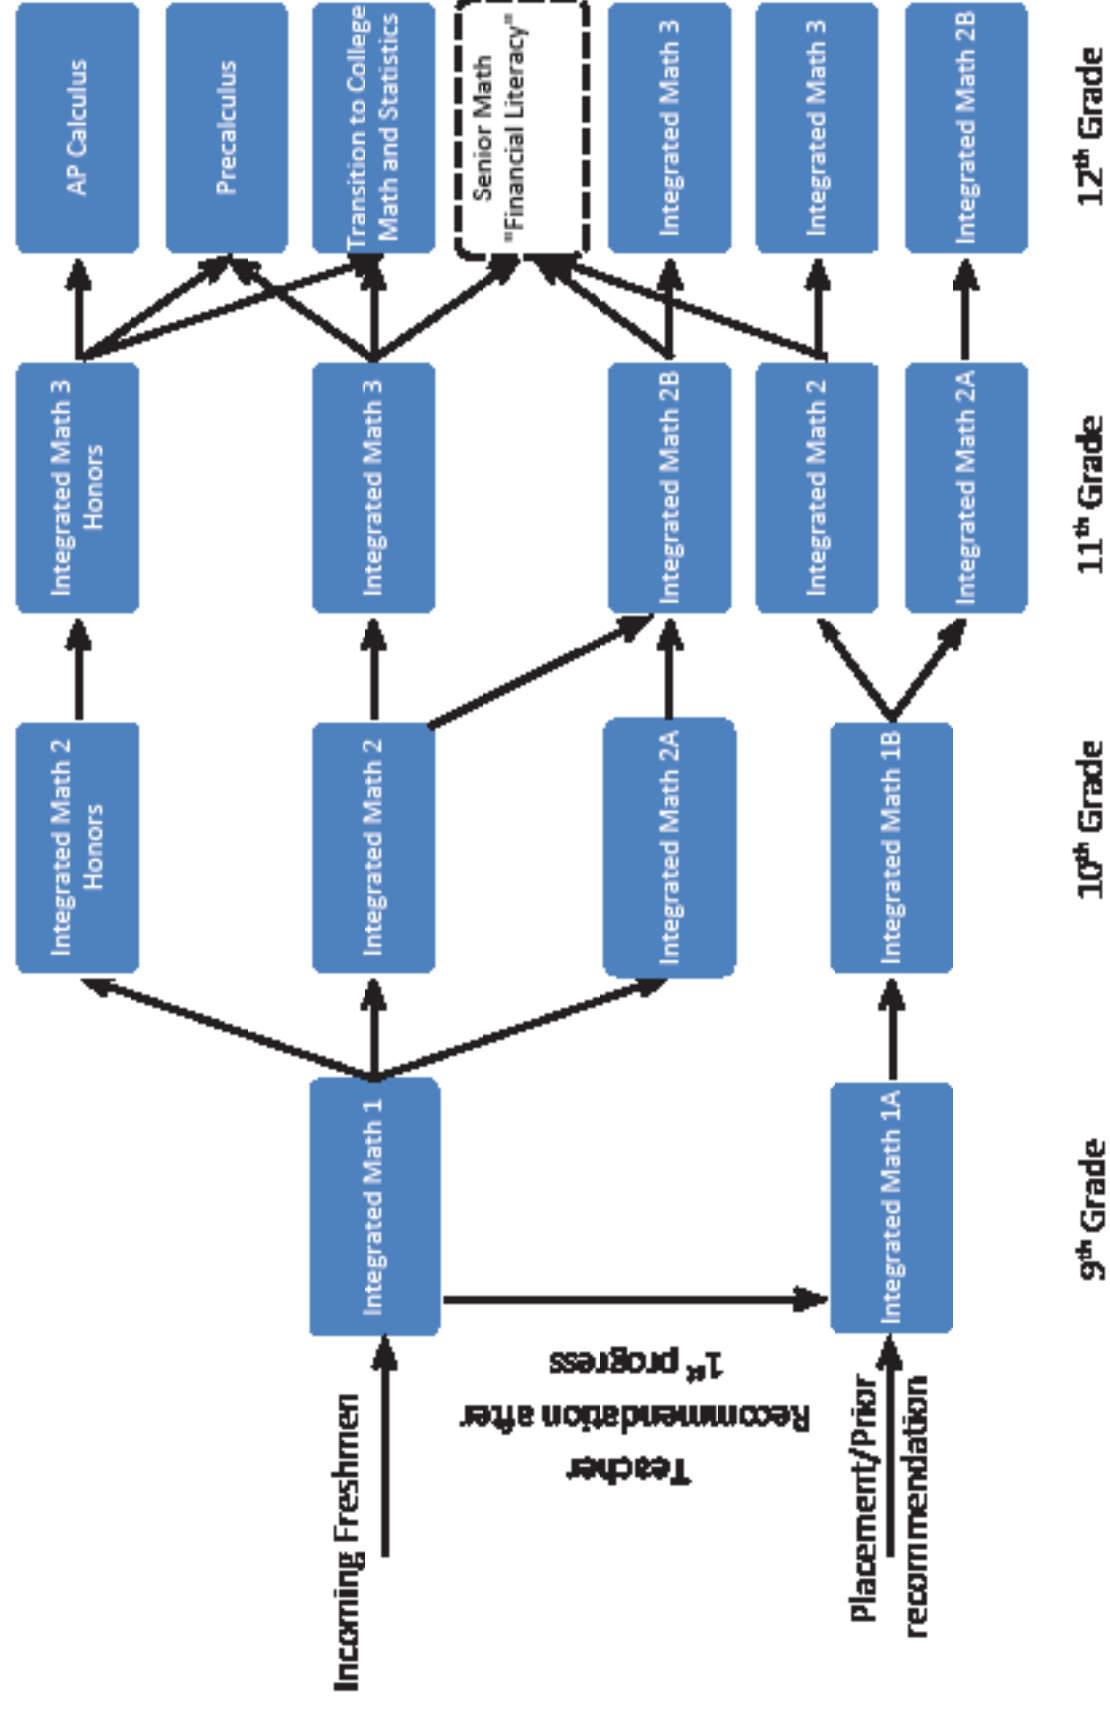 Incoming Freshmen
Placement/Prior
recommendation
Teacher
Recommendation after
1st progress
Integrated Math 1
Integrated Math 1A
9th Grade
Integrated Math 2
Honors
Integrated Math 2
Integrated Math 2A
Integrated Math 1B
10th Grade
Integrated Math 3
Honors
Integrated Math 3
Integrated Math 2B
Integrated Math 2
Integrated Math 2A
11th Grade
AP Calculus
Precalculus
Transition to College
Math and Statistics
Senior Math
"Financial Literacy"
Integrated Math 3
Integrated Math 3
Integrated Math 2B
12th Grade